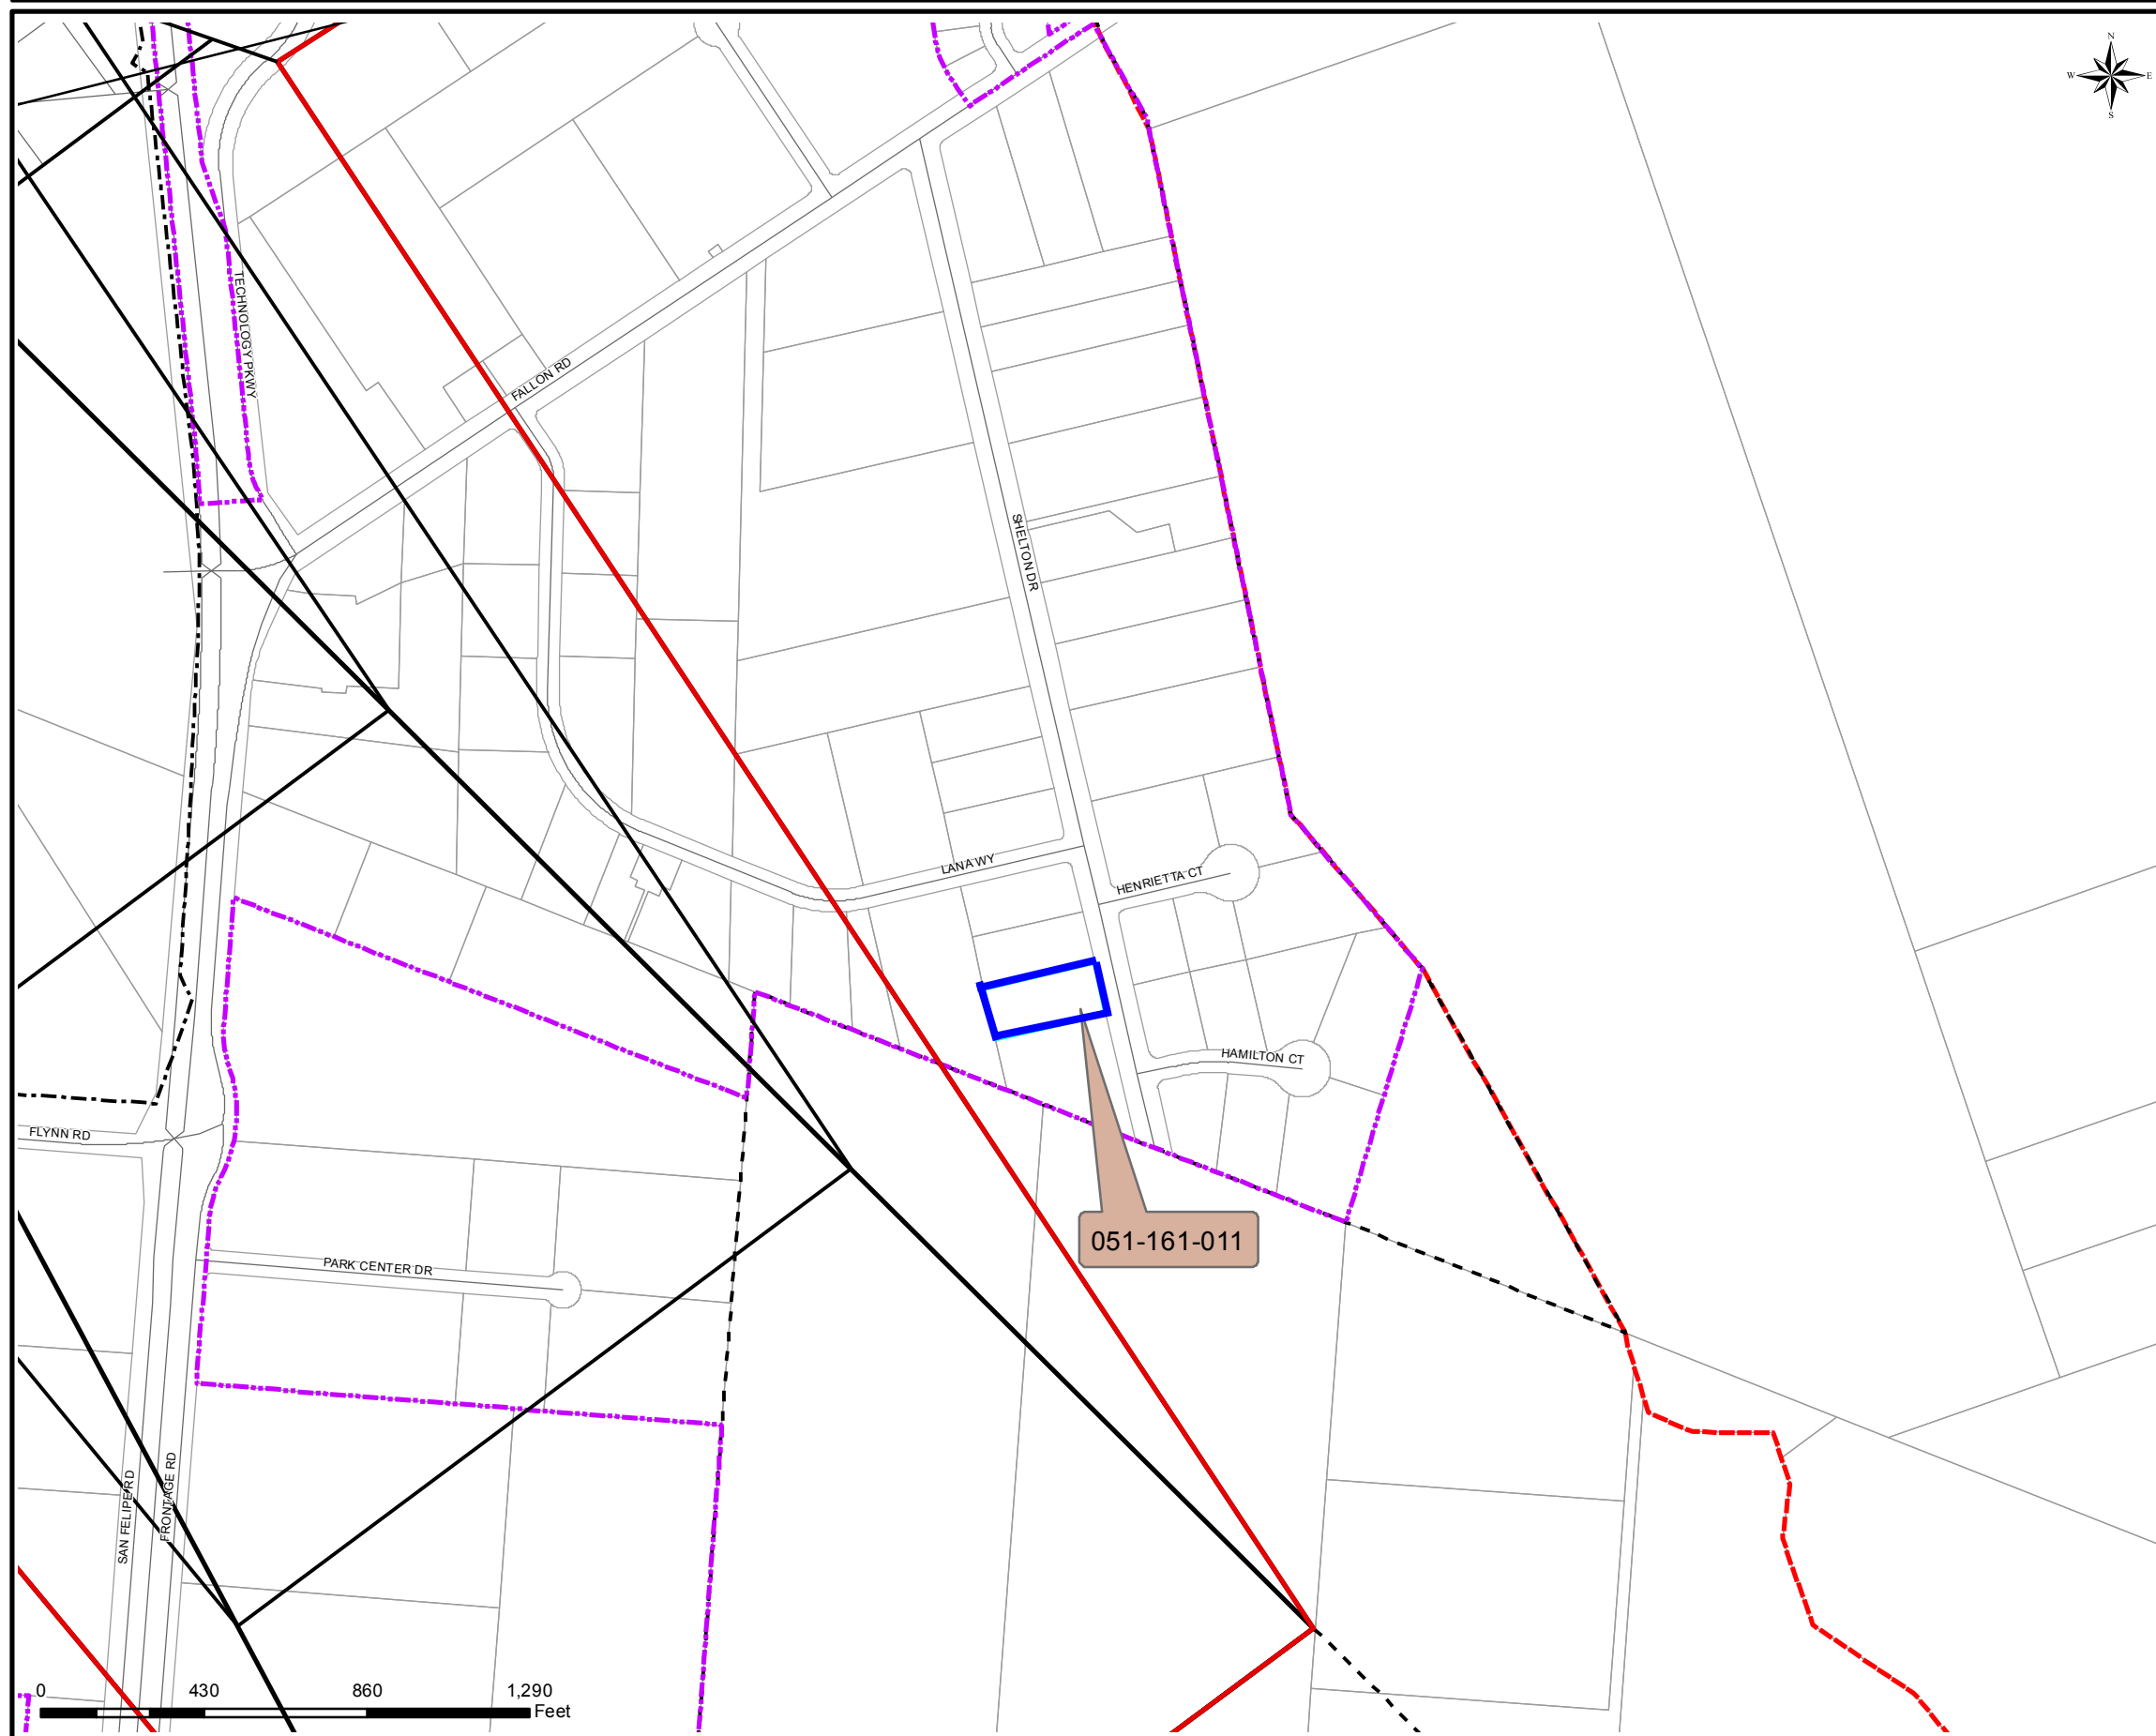 N
W E
S
TECHNOLOGY PKWY
FALLON RD
SHELTON DR
LANA WY
HENRIETTA CT
HAMILTON CT
FLYNN RD
051-161-011
PARK CENTER DR
SAN FELIPE RD
FRONTAGE RD
0 430 860 1,290
Feet